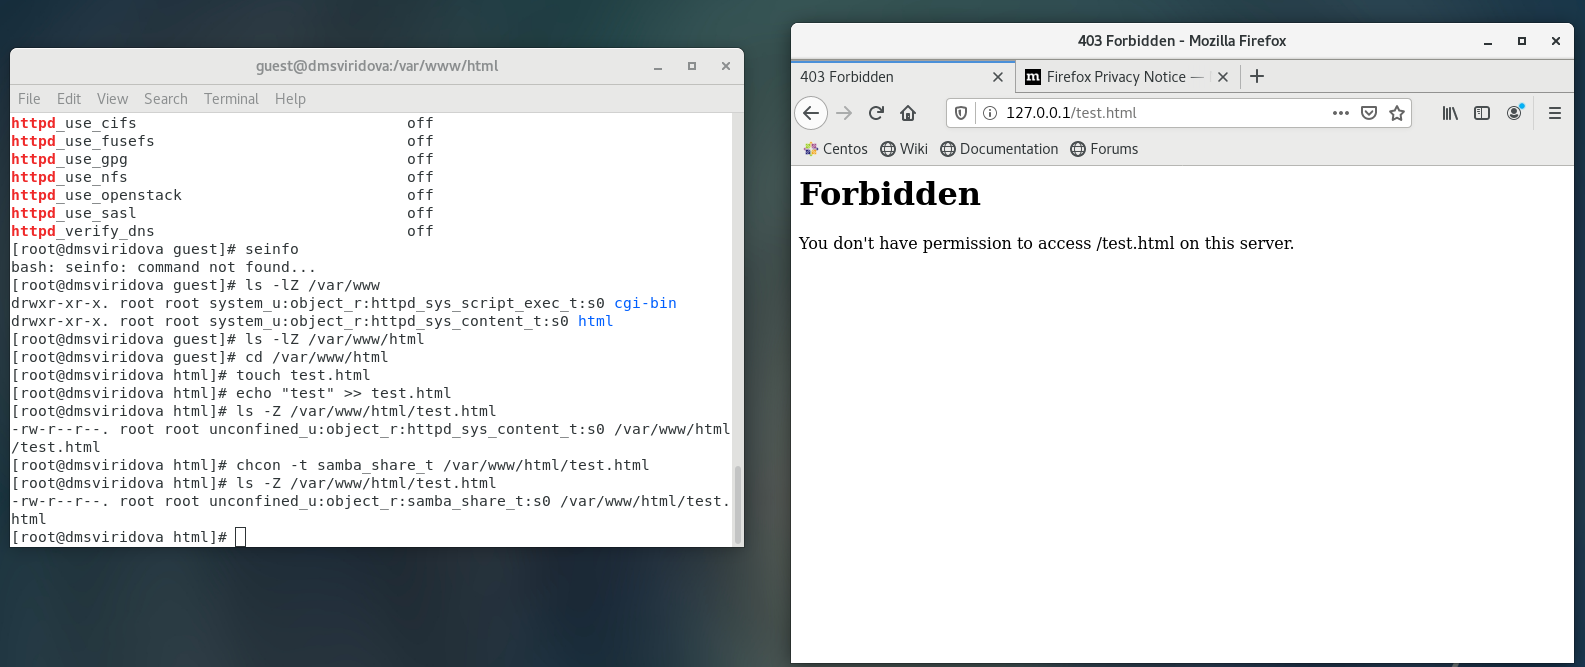 guest@dmsviridova:/var/www/html
File Edit View Search Terminal Help
httpd_use_cifs                              off
httpd_use_fusefs                            off
httpd_use_gpg                               off
httpd_use_nfs                               off
httpd_use_openstack                         off
httpd_use_sasl                              off
httpd_verify_dns                            off
[root@dmsviridova guest]# seinfo
bash: seinfo: command not found...
[root@dmsviridova guest]# ls -lZ /var/www
drwxr-xr-x. root root system_u:object_r:httpd_sys_script_exec_t:s0 cgi-bin
drwxr-xr-x. root root system_u:object_r:httpd_sys_content_t:s0 html
[root@dmsviridova guest]# ls -lZ /var/www/html
[root@dmsviridova guest]# cd /var/www/html
[root@dmsviridova html]# touch test.html
[root@dmsviridova html]# echo "test" >> test.html
[root@dmsviridova html]# ls -Z /var/www/html/test.html
-rw-r--r--. root root unconfined_u:object_r:httpd_sys_content_t:s0 /var/www/html
/test.html
[root@dmsviridova html]# chcon -t samba_share_t /var/www/html/test.html
[root@dmsviridova html]# ls -Z /var/www/html/test.html
-rw-r--r--. root root unconfined_u:object_r:samba_share_t:s0 /var/www/html/test.
html
[root@dmsviridova html]#
403 Forbidden - Mozilla Firefox
403 Forbidden
Firefox Privacy Notice —
127.0.0.1/test.html
Centos Wiki Documentation Forums
Forbidden
You don't have permission to access /test.html on this server.